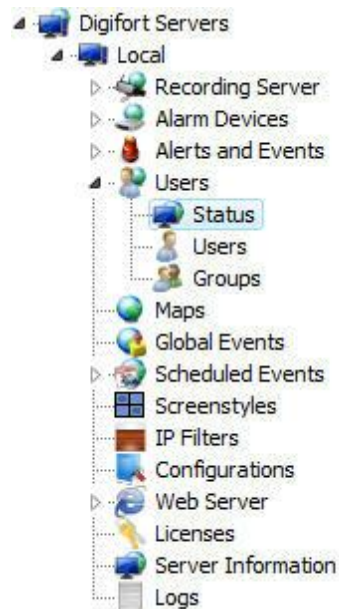 Digifort Servers
Local
Recording Server
Alarm Devices
Alerts and Events
Users
Status
Users
Groups
Maps
Global Events
Scheduled Events
Screenstyles
IP Filters
Configurations
Web Server
Licenses
Server Information
Logs